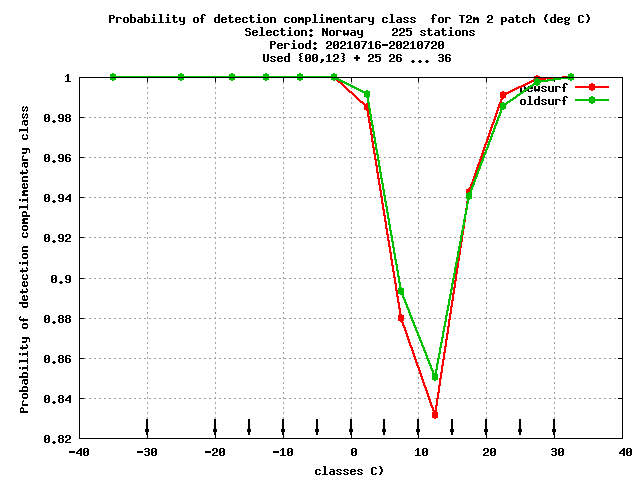 Probability of detection complimentary class  for T2m 2 patch (deg C)
Selection: Norway    225 stations
Period: 20210716-20210720
Used {00,12} + 25 26 ... 36
Probability of detection complimentary class
1
0.98
0.96
0.94
0.92
0.9
0.88
0.86
0.84
0.82
newsurf
oldsurf
-40 -30 -20 -10 0 10 20 30 40
classes C)